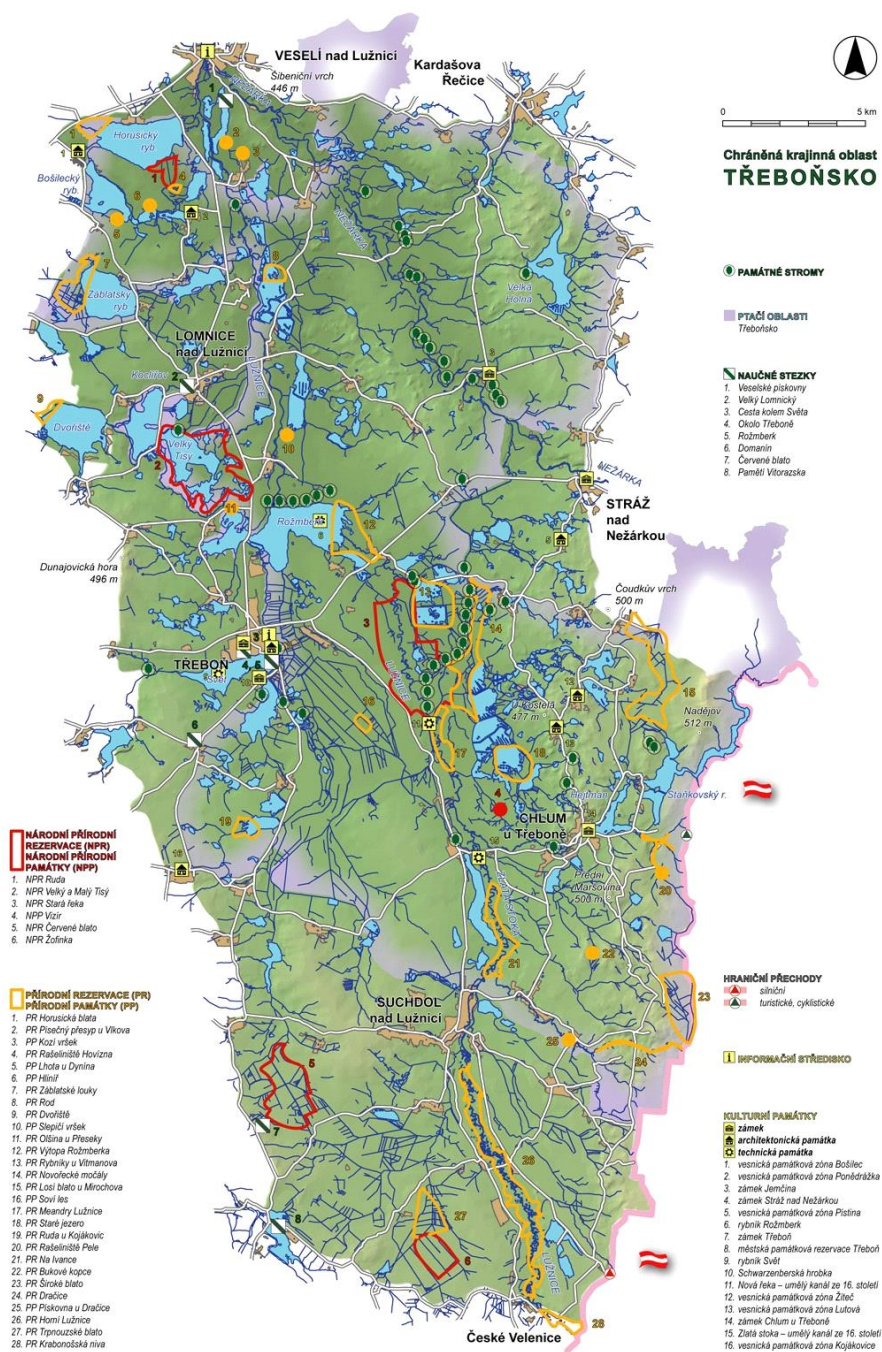 VESELÍ nad Lužnicí
Šibeniční vrch
446 m
Kardašova
Řečice
0 5 km
Chráněná krajinná oblast
TŘEBOŇSKO
PAMÁTNÉ STROMY
PTAČÍ OBLASTI
Třeboňsko
NAUČNÉ STEZKY
1. Veselské pískovny
2. Velký Lomnický
3. Cesta kolem Světa
4. Okolo Třeboně
5. Rožmberk
6. Domanín
7. Červené blato
8. Paměti Vitorazska
NEŽÁRKA
Horusický
ryb.
Bošilecký
ryb.
NEŽÁRKA
Záblatský
ryb.
Velká
Holná
LOMNICE
nad Lužnicí
LUŽNICE
Koclířov
Dvořiště
Velký
Tisý
NEŽÁRKA
STRÁŽ
nad
Nežárkou
Rožmberk
Dunajovická hora
496 m
Čoudkův vrch
500 m
TŘEBOŇ
Svět
LUŽNICE
U Kostela
477 m
Nadějov
512 m
Hejtman
Staňkovský r.
CHLUM
u Třeboně
Přední
Maršovina
500 m
ZLATÁ STOKA
SUCHDOL
nad Lužnicí
LUŽNICE
České Velenice
NÁRODNÍ PŘÍRODNÍ
REZERVACE (NPR)
NÁRODNÍ PŘÍRODNÍ
PAMÁTKY (NPP)
1. NPR Ruda
2. NPR Velký a Malý Tisý
3. NPR Stará řeka
4. NPP Vizír
5. NPR Červené blato
6. NPR Žofinka
PŘÍRODNÍ REZERVACE (PR)
PŘÍRODNÍ PAMÁTKY (PP)
1. PR Horusická blata
2. PR Písečný přesyp u Vlkova
3. PP Kozí vršek
4. PR Rašeliniště Hovízna
5. PP Lhota u Dynína
6. PP Hliníř
7. PR Záblatské louky
8. PR Rod
9. PR Dvořiště
10. PP Slepičí vršek
11. PR Olšina u Přeseky
12. PR Výtopa Rožmberka
13. PR Rybníky u Vitmanova
14. PR Novořecké močály
15. PR Losí blato u Mirochova
16. PP Soví les
17. PR Meandry Lužnice
18. PR Staré jezero
19. PR Ruda u Kojákovic
20. PR Rašeliniště Pele
21. PR Na Ivance
22. PR Bukové kopce
23. PR Široké blato
24. PR Dračice
25. PP Pískovna u Dračice
26. PR Horní Lužnice
27. PR Trpnouzské blato
28. PR Krabonošská niva
HRANIČNÍ PŘECHODY
silniční
turistické, cyklistické
INFORMAČNÍ STŘEDISKO
KULTURNÍ PAMÁTKY
zámek
architektonická památka
technická památka
1. vesnická památková zóna Bošilec
2. vesnická památková zóna Ponědrážka
3. zámek Jemčina
4. zámek Stráž nad Nežárkou
5. vesnická památková zóna Pístina
6. rybník Rožmberk
7. zámek Třeboň
8. městská památková rezervace Třeboň
9. rybník Svět
10. Schwarzenberská hrobka
11. Nová řeka – umělý kanál ze 16. století
12. vesnická památková zóna Žíteč
13. vesnická památková zóna Lutová
14. zámek Chlum u Třeboně
15. Zlatá stoka – umělý kanál ze 16. století
16. vesnická památková zóna Kojákovice